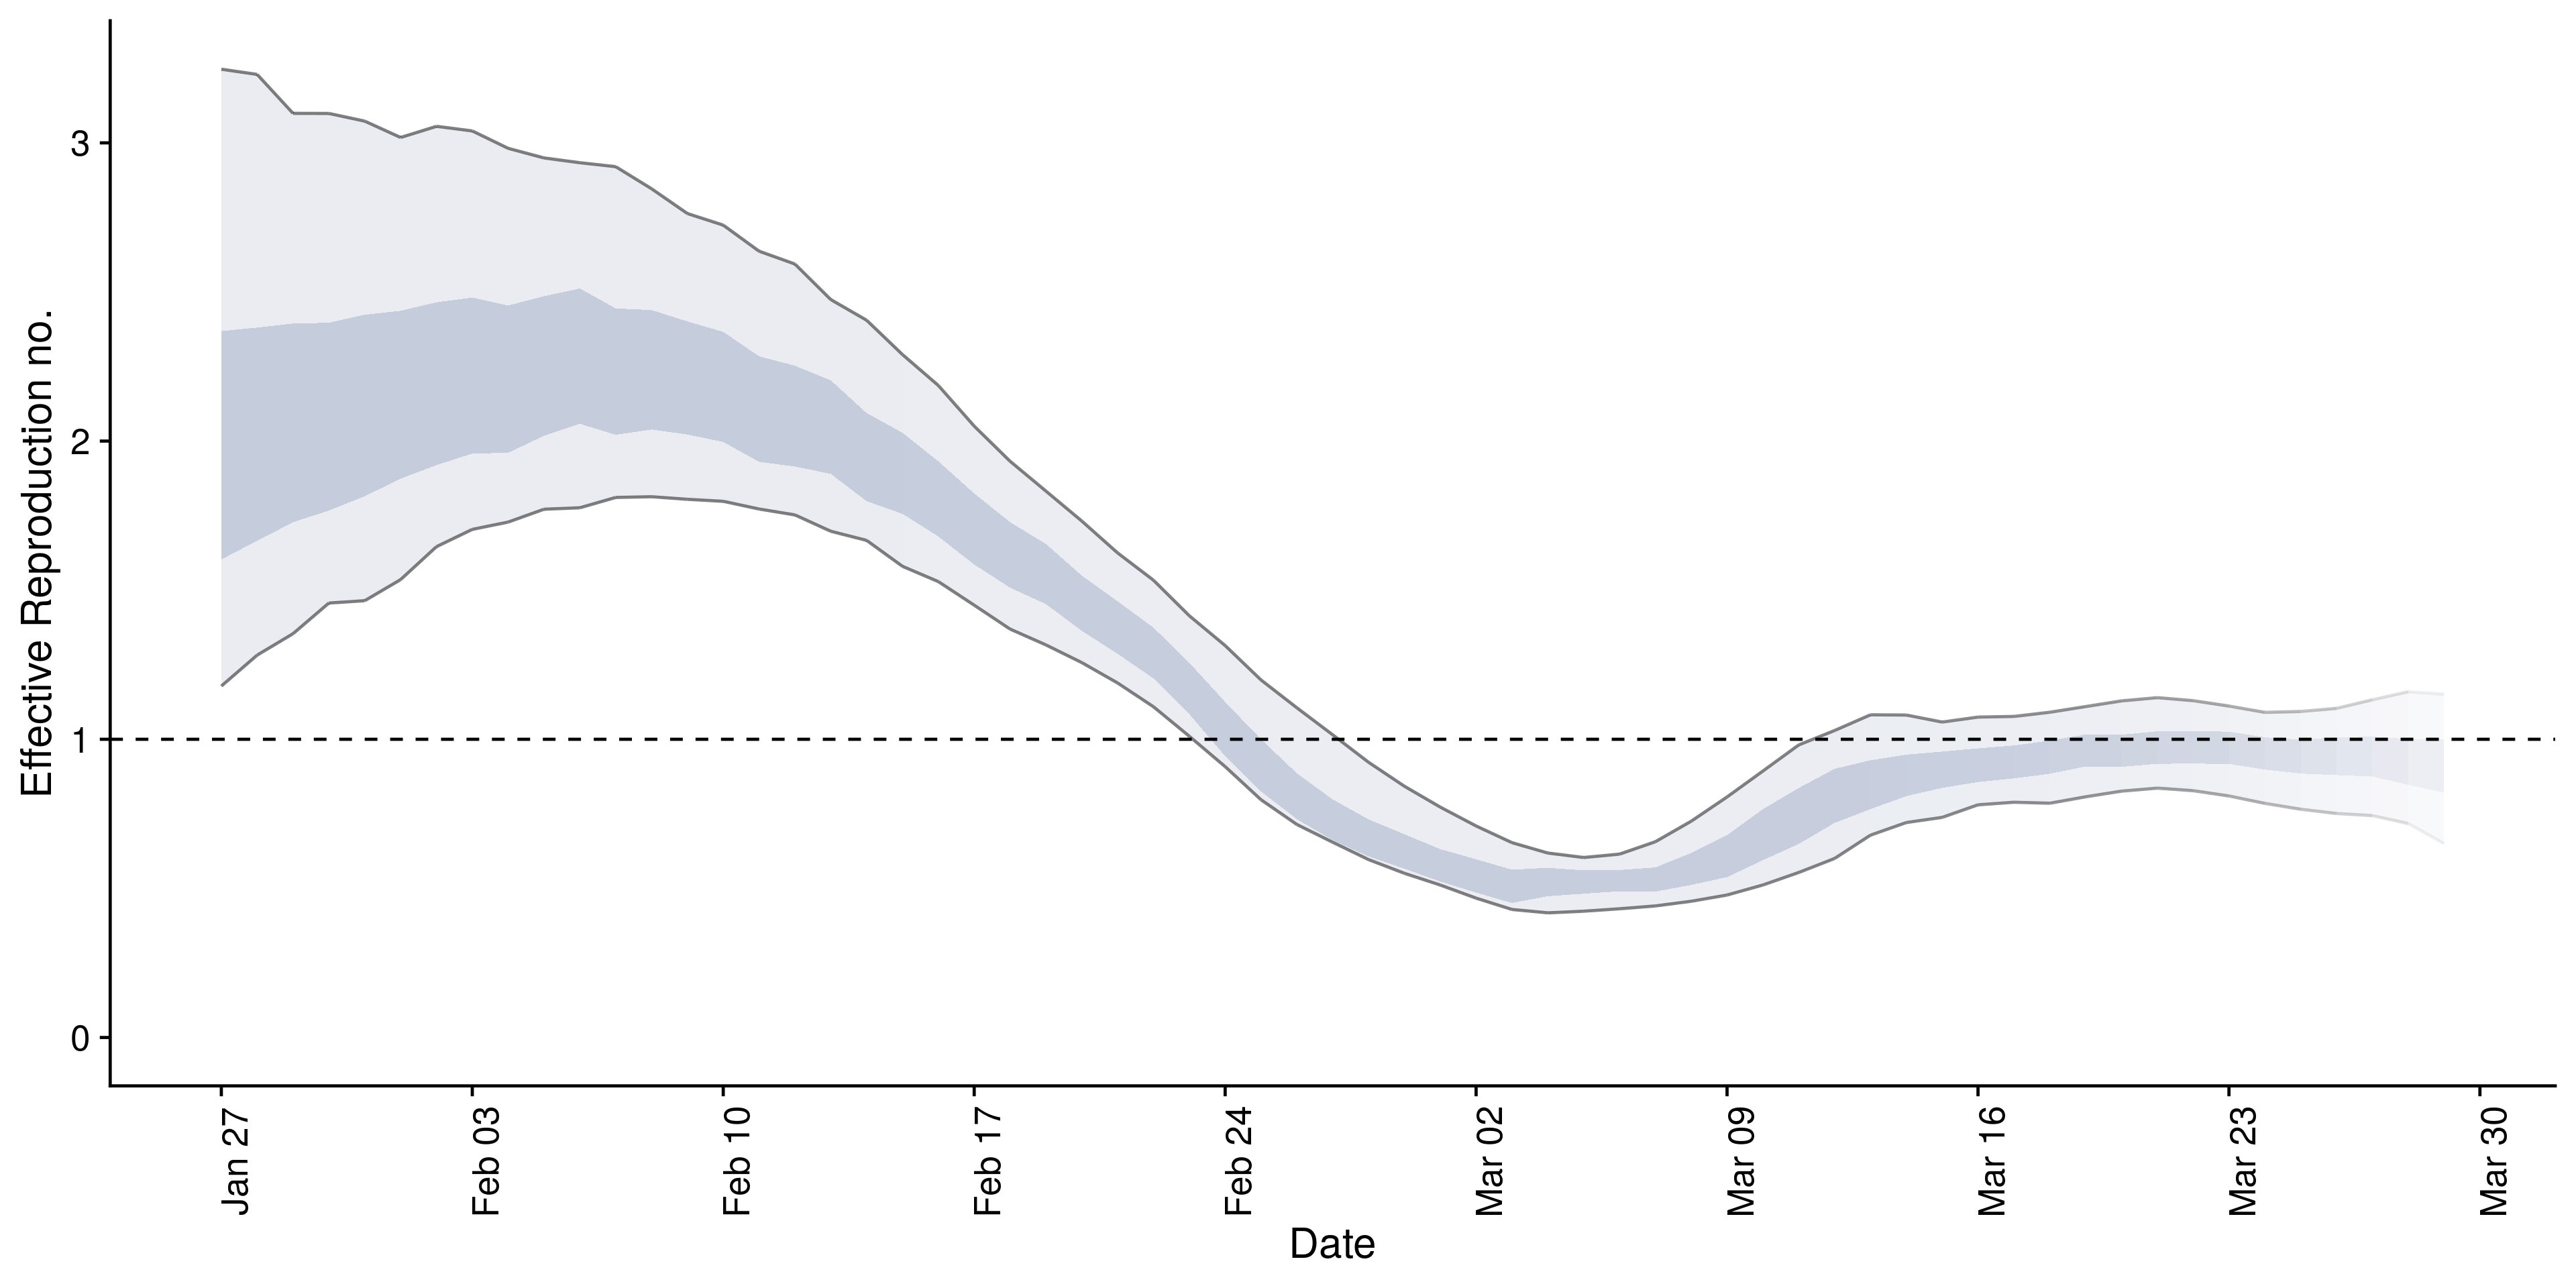 Effective Reproduction no.
3
2
1
0
Jan 27
Feb 03
Feb 10
Feb 17
Feb 24
Mar 02
Mar 09
Mar 16
Mar 23
Mar 30
Date